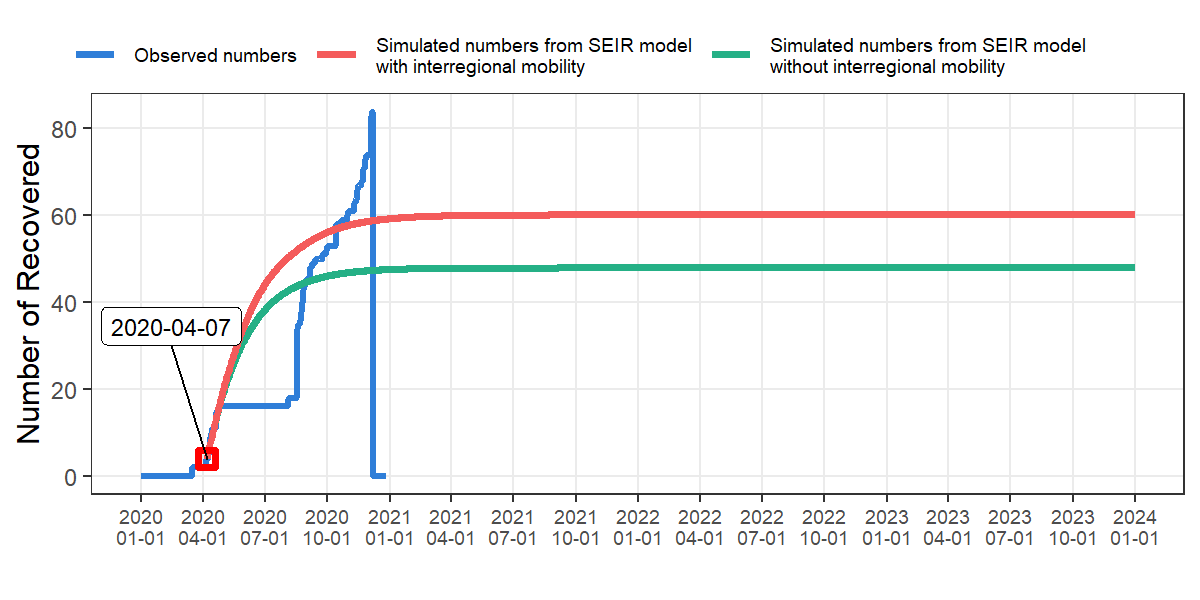 Observed numbers
Simulated numbers from SEIR model
with interregional mobility
Simulated numbers from SEIR model
without interregional mobility
Number of Recovered
80
60
40
20
0
2020-04-07
2020 2020 2020 2020 2021 2021 2021 2021 2022 2022 2022 2022 2023 2023 2023 2023 2024
01-01 04-01 07-01 10-01 01-01 04-01 07-01 10-01 01-01 04-01 07-01 10-01 01-01 04-01 07-01 10-01 01-01